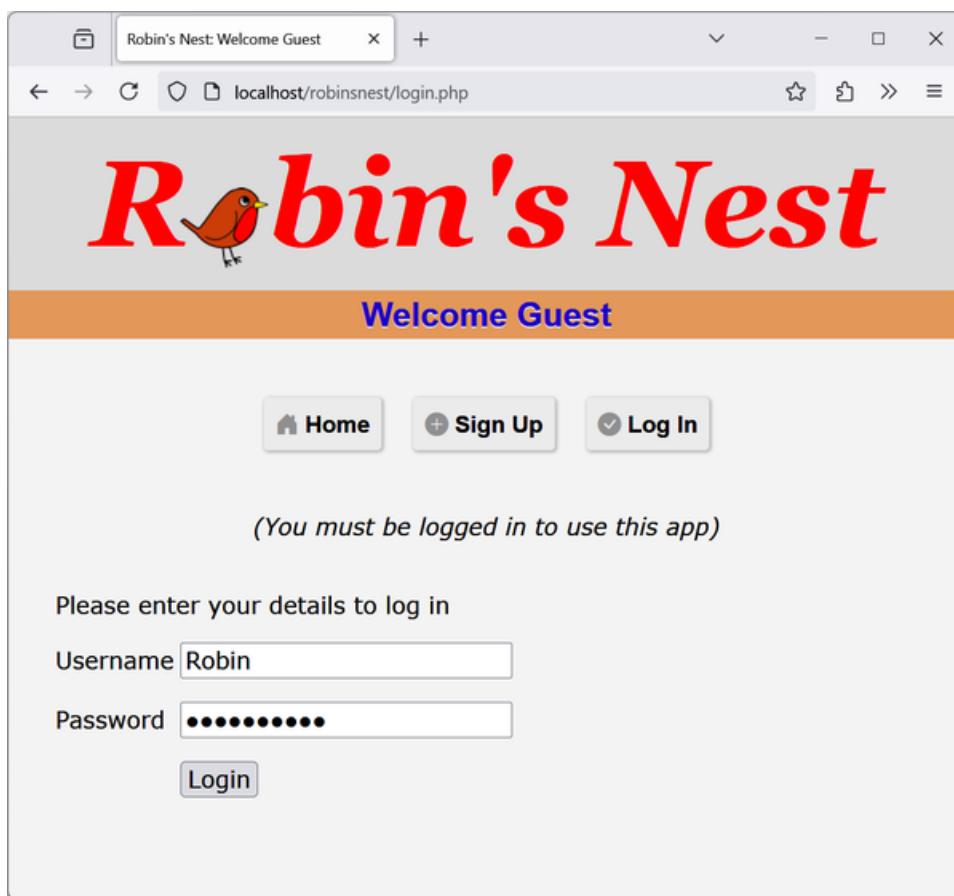 Robin's Nest: Welcome Guest
localhost/robinsnest/login.php
Robin's Nest
Welcome Guest
Home Sign Up Log In
(You must be logged in to use this app)
Please enter your details to log in
Username Robin
Password ••••••••••
Login